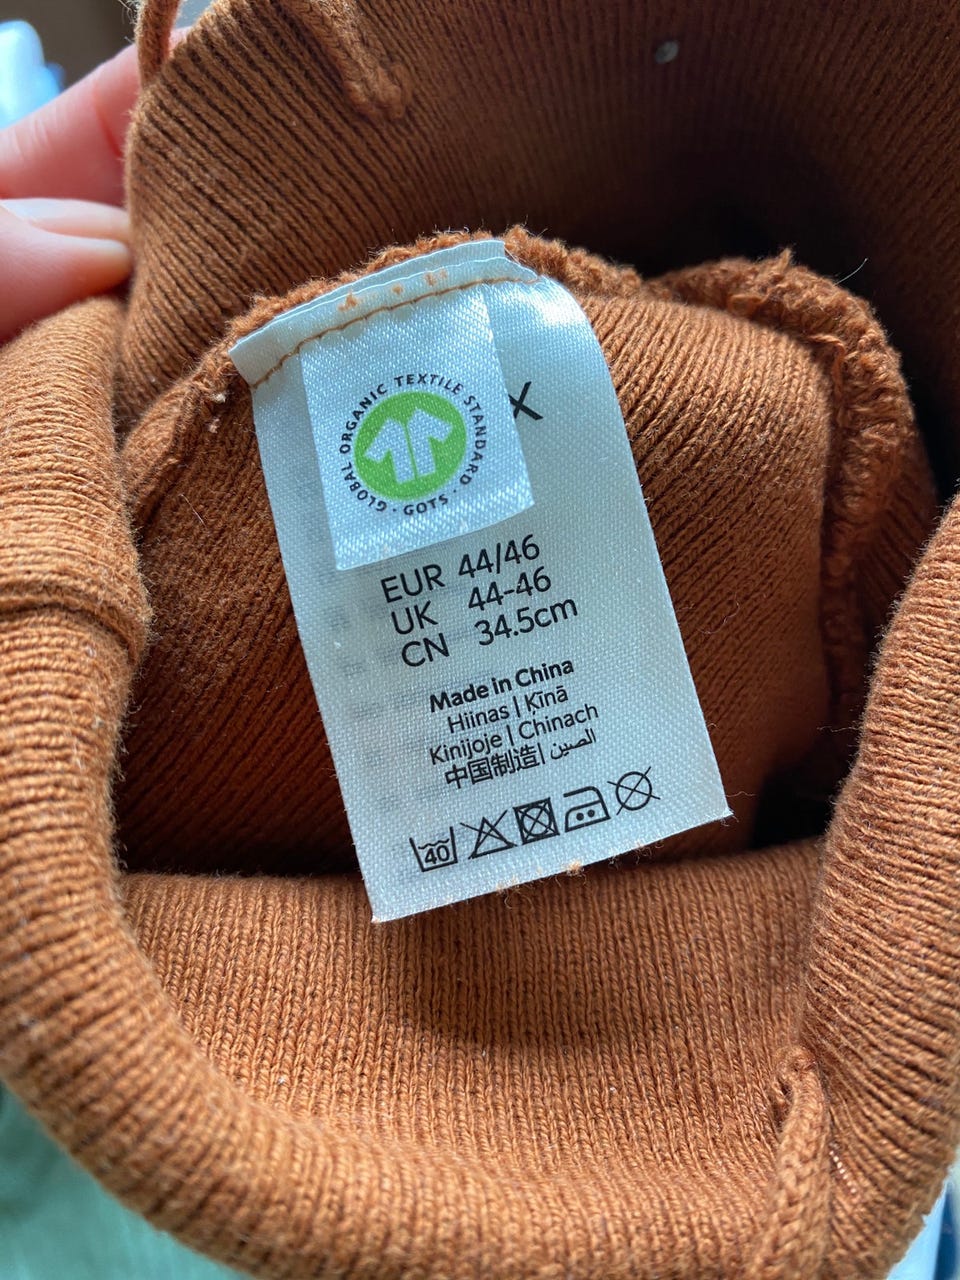 GLOBAL ORGANIC TEXTILE STANDARD · GOTS ·
EUR 44/46
UK 44-46
CN 34.5cm
Made in China
Hiinas | Ķīnā
Kinijoje | Chinach
中国制造| الصين
40